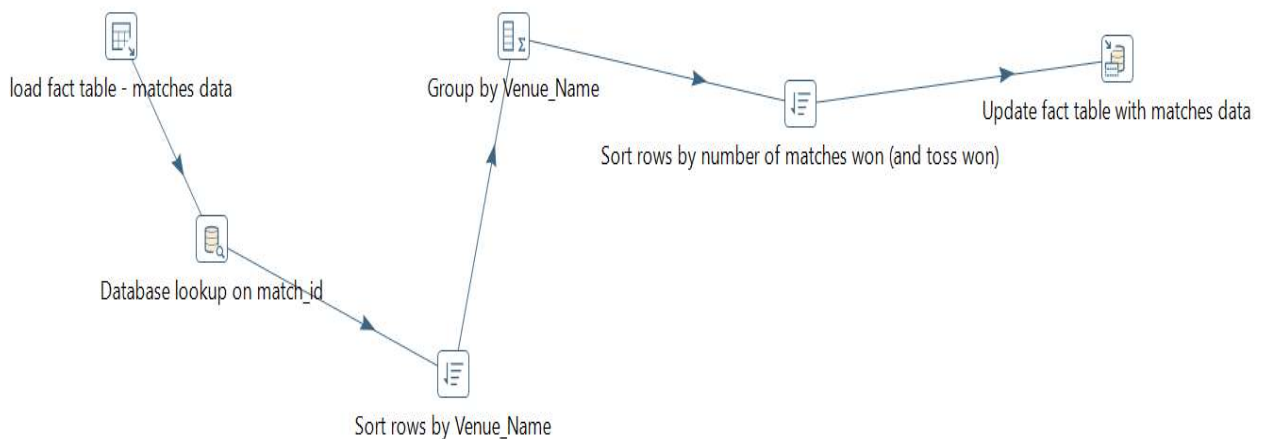 load fact table - matches data
Database lookup on match_id
Sort rows by Venue_Name
Group by Venue_Name
Sort rows by number of matches won (and toss won)
Update fact table with matches data